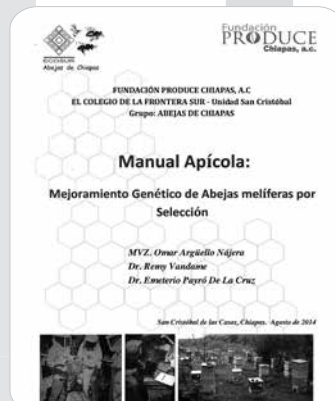 ECOSUR
Abejas de Chiapas
Fundación
PRODUCE
Chiapas, a.c.
FUNDACIÓN PRODUCE CHIAPAS, A.C
EL COLEGIO DE LA FRONTERA SUR - Unidad San Cristóbal
Grupo: ABEJAS DE CHIAPAS
Manual Apícola:
Mejoramiento Genético de Abejas melíferas por
Selección
MVZ. Omar Argüello Nájera
Dr. Remy Vandame
Dr. Emeterio Payró De La Cruz
San Cristóbal de las Casas, Chiapas. Agosto de 2014